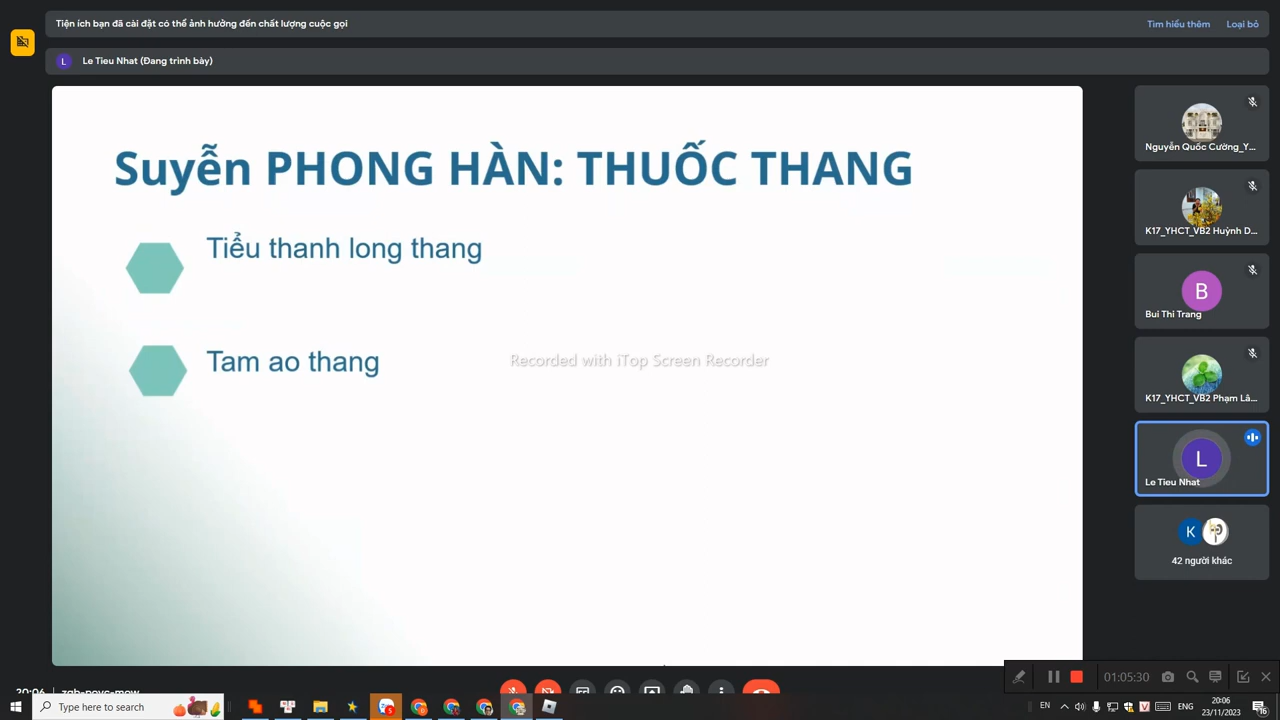 Tiện ích bạn đã cài đặt có thể ảnh hưởng đến chất lượng cuộc gọi
Tìm hiểu thêm
Loại bỏ
L
Le Tieu Nhat (Đang trình bày)
Suyễn PHONG HÀN: THUỐC THANG
Tiểu thanh long thang
Tam ao thang
Recorded with iTop Screen Recorder
Nguyễn Quốc Cường_Y...
K17_YHCT_VB2 Huỳnh D...
B
Bui Thi Trang
K17_YHCT_VB2 Phạm Lâ...
L
Le Tieu Nhat
K
42 người khác
20:06
01:05:30
Type here to search
EN
ENG
20:06
23/11/2023